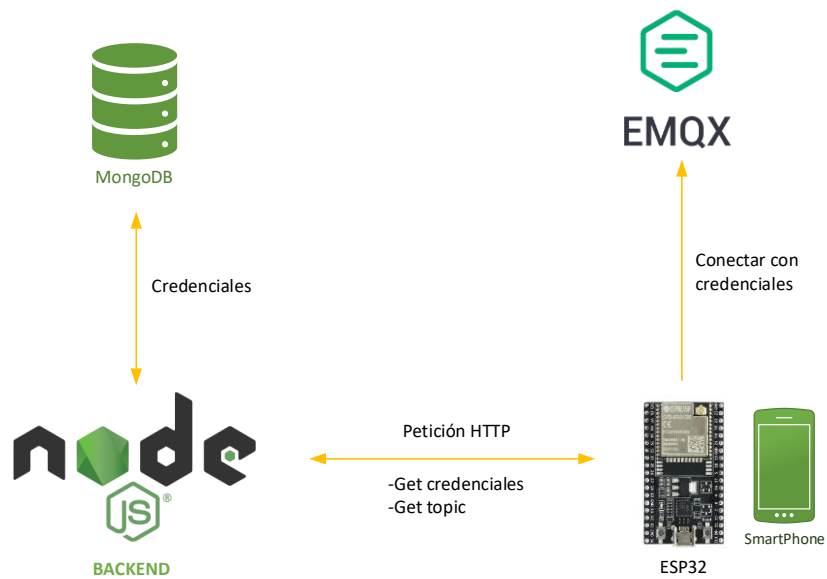 EMQX
MongoDB
Conectar con
credenciales
Credenciales
node
JS®
Petición HTTP
-Get credenciales
-Get topic
SmartPhone
BACKEND
ESP32